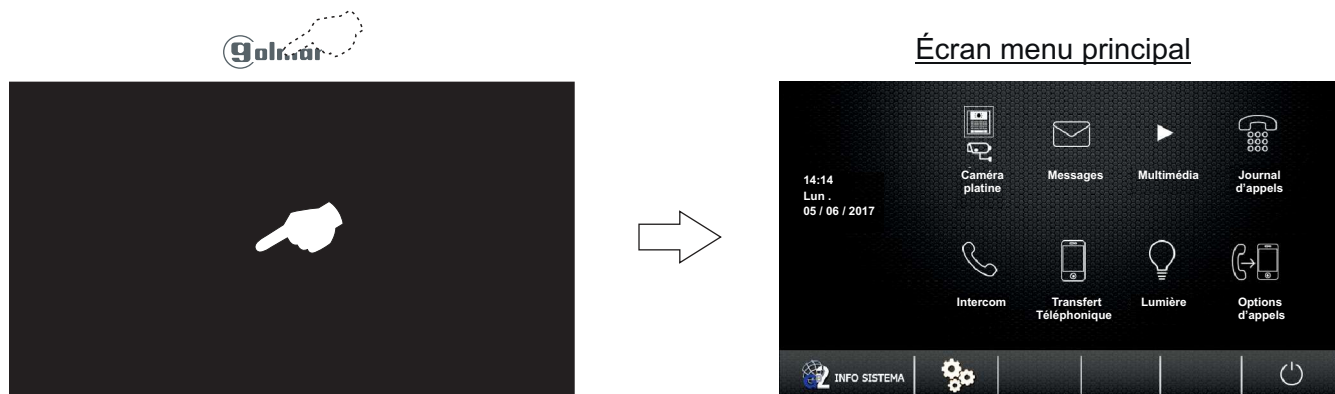 golmar
Écran menu principal
14:14
Lun .
05 / 06 / 2017
Caméra
platine
Messages
Multimédia
Journal
d'appels
Intercom
Transfert
Téléphonique
Lumière
Options
d'appels
2 INFO SISTEMA